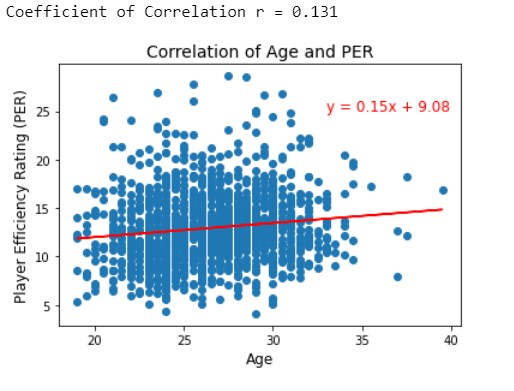 Coefficient of Correlation r = 0.131
Correlation of Age and PER
y = 0.15x + 9.08
Player Efficiency Rating (PER)
25
20
15
10
5
20 25 30 35 40
Age